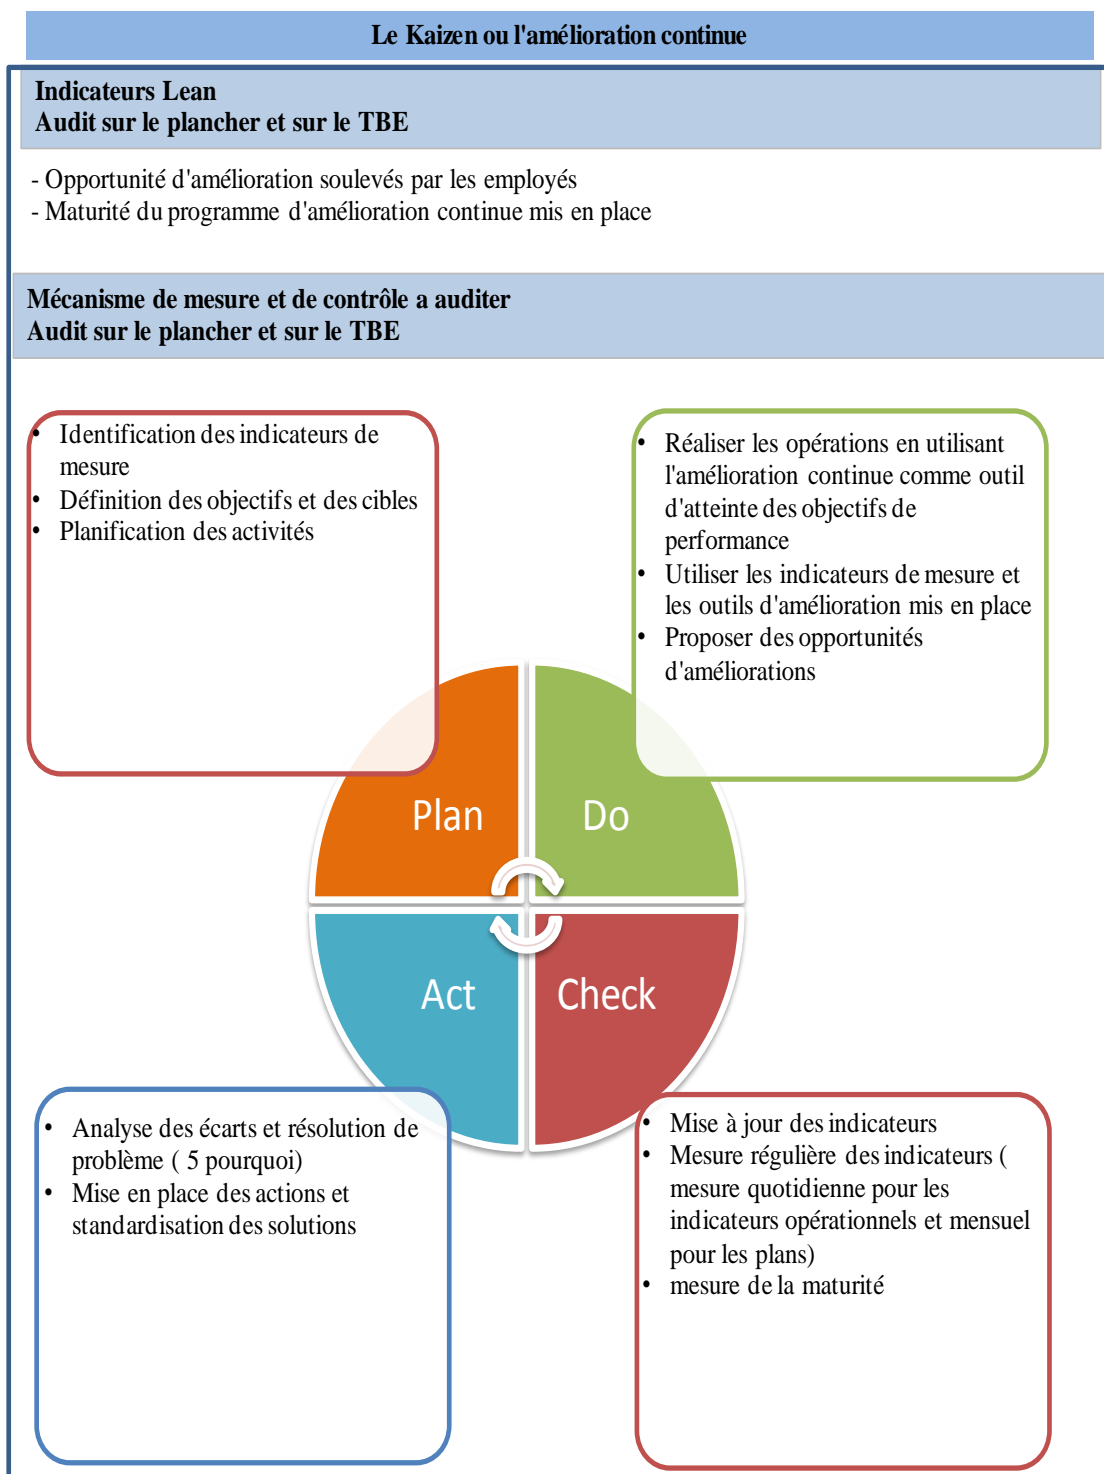 Le Kaizen ou l'amélioration continue
Indicateurs Lean
Audit sur le plancher et sur le TBE
- Opportunité d'amélioration soulevés par les employés
- Maturité du programme d'amélioration continue mis en place
Mécanisme de mesure et de contrôle a auditer
Audit sur le plancher et sur le TBE
• Identification des indicateurs de
mesure
• Définition des objectifs et des cibles
• Planification des activités
• Réaliser les opérations en utilisant
l'amélioration continue comme outil
d'atteinte des objectifs de
performance
• Utiliser les indicateurs de mesure et
les outils d'amélioration mis en place
• Proposer des opportunités
d'améliorations
Plan
Do
Act
Check
• Analyse des écarts et résolution de
problème ( 5 pourquoi)
• Mise en place des actions et
standardisation des solutions
• Mise à jour des indicateurs
• Mesure régulière des indicateurs (
mesure quotidienne pour les
indicateurs opérationnels et mensuel
pour les plans)
• mesure de la maturité